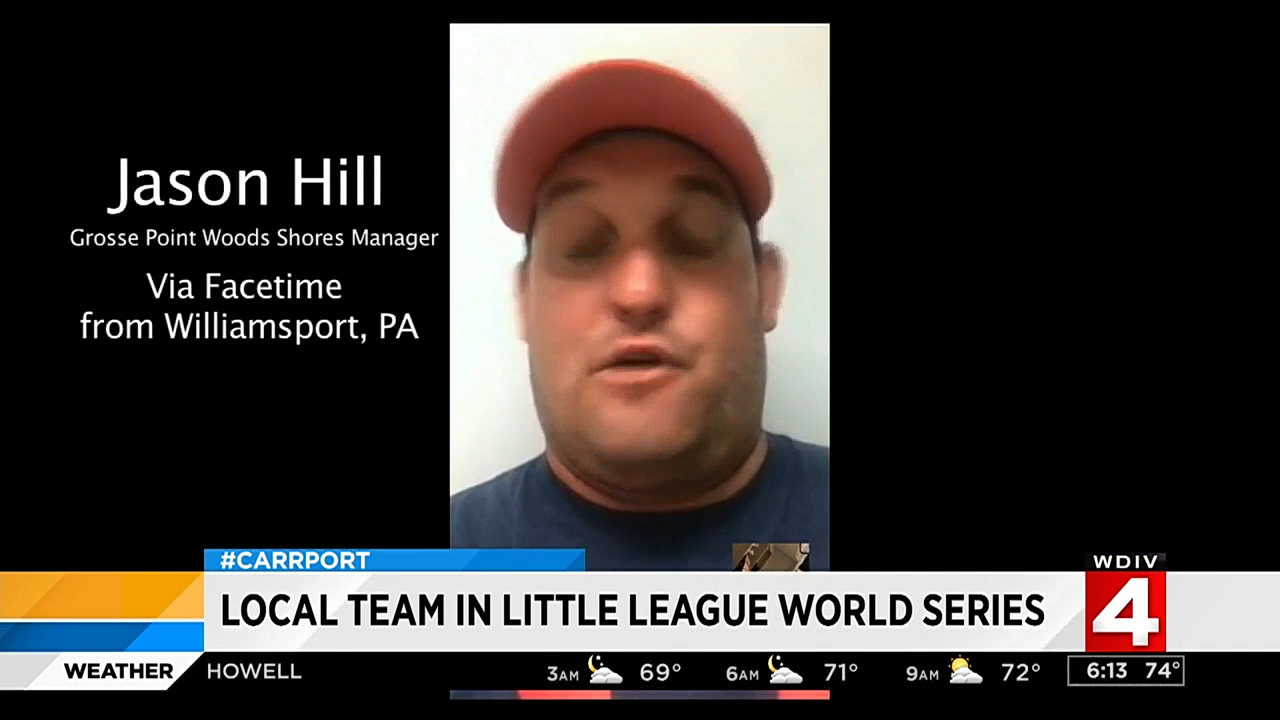 Jason Hill
Grosse Point Woods Shores Manager
Via Facetime
from Williamsport, PA
#CARRPORT
LOCAL TEAM IN LITTLE LEAGUE WORLD SERIES
WDIV
4
WEATHER HOWELL 3AM 69° 6AM 71° 9AM 72° 6:13 74°